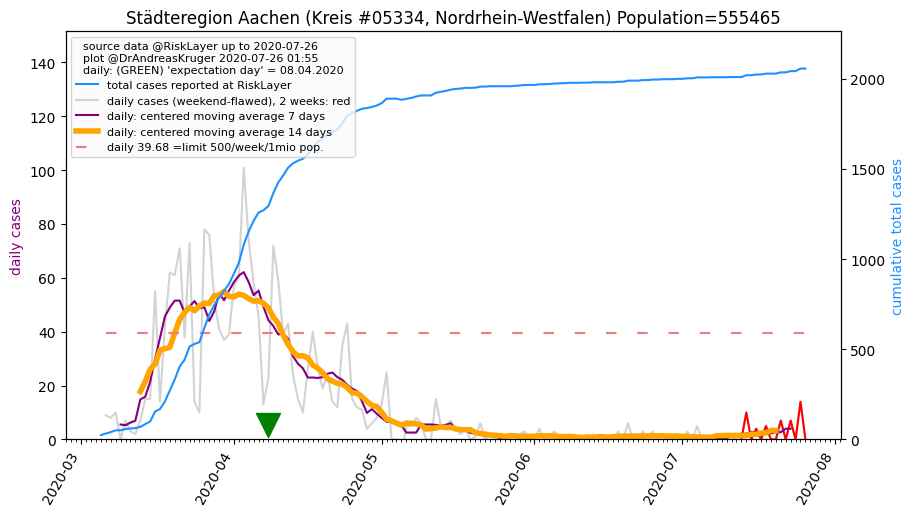 Städteregion Aachen (Kreis #05334, Nordrhein-Westfalen) Population=555465
source data @RiskLayer up to 2020-07-26
plot @DrAndreasKruger 2020-07-26 01:55
daily: (GREEN) 'expectation day' = 08.04.2020
total cases reported at RiskLayer
daily cases (weekend-flawed), 2 weeks: red
daily: centered moving average 7 days
daily: centered moving average 14 days
daily 39.68 =limit 500/week/1mio pop.
daily cases
140
120
100
80
60
40
20
0
cumulative total cases
2000
1500
1000
500
0
2020-03
2020-04
2020-05
2020-06
2020-07
2020-08